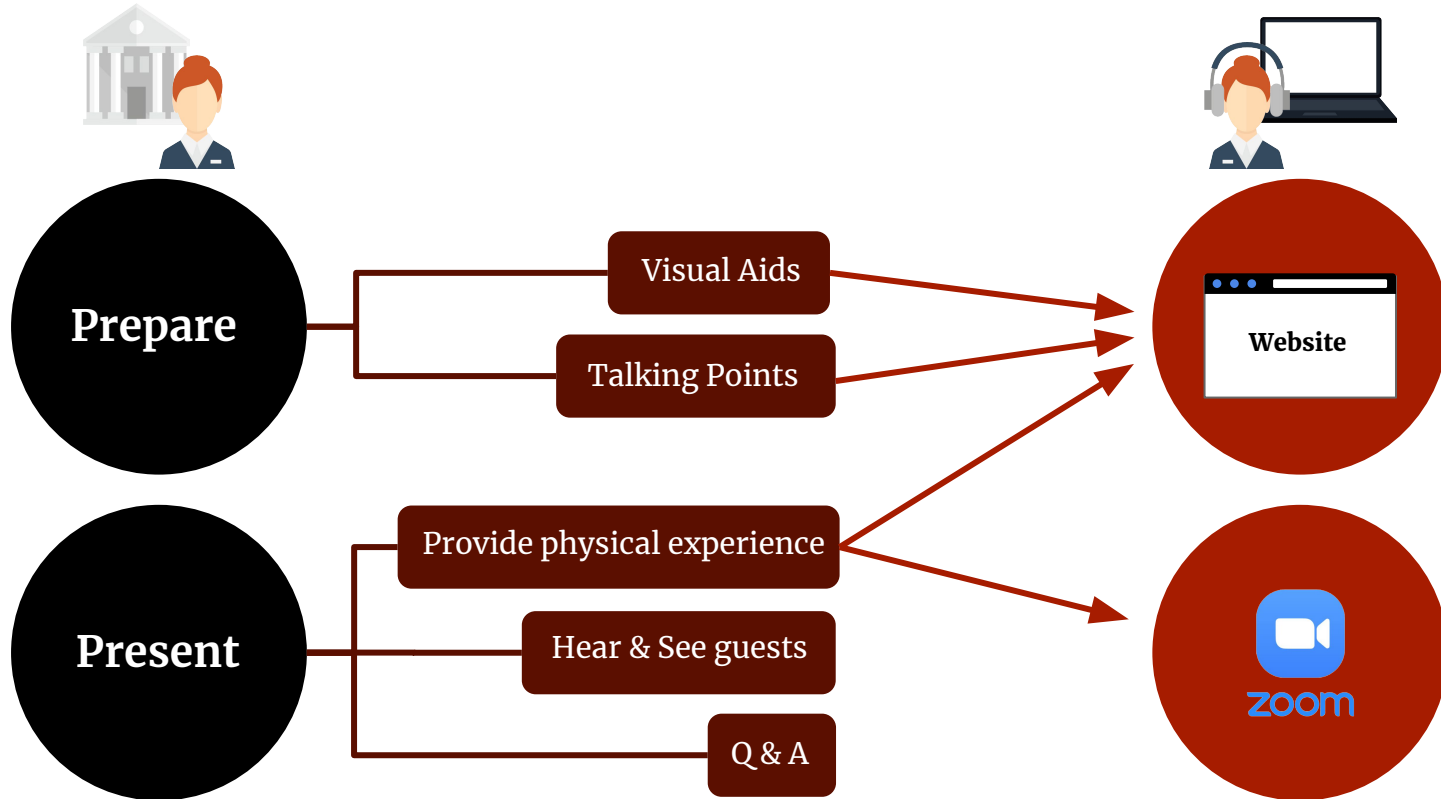 Prepare
Visual Aids
Talking Points
Website
Present
Provide physical experience
Hear & See guests
Q & A
zoom